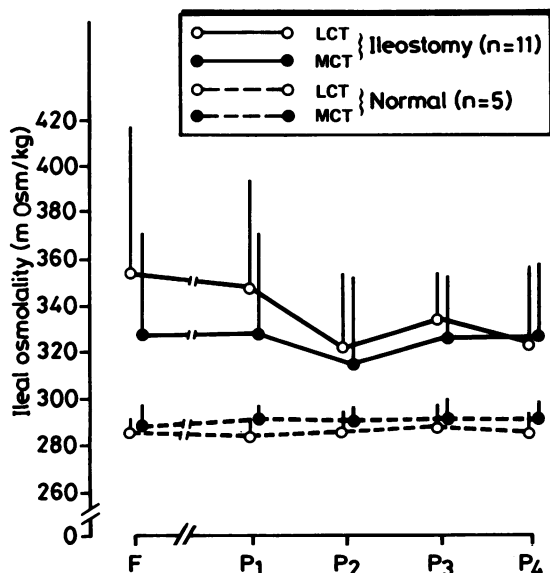 LCT
MCT
Ileostomy (n=11)
LCT
MCT
Normal (n=5)
Ileal osmolality (m Osm/kg)
420
400
380
360
340
320
290
280
260
0
F P1 P2 P3 P4